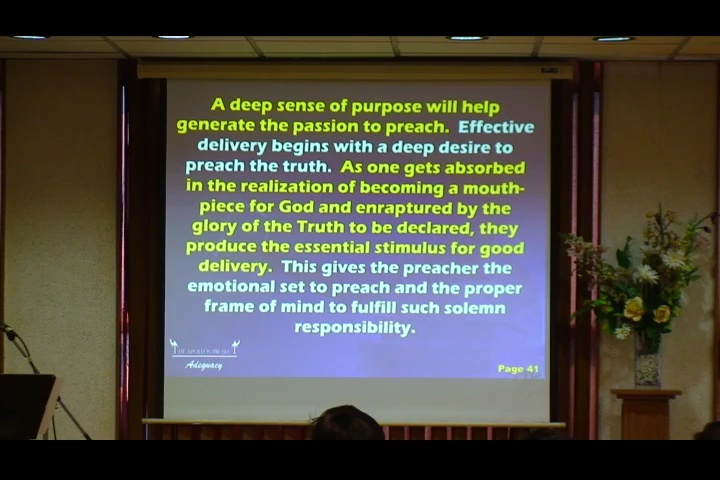 A deep sense of purpose will help
generate the passion to preach. Effective
delivery begins with a deep desire to
preach the truth. As one gets absorbed
in the realization of becoming a mouth-
piece for God and enraptured by the
glory of the Truth to be declared, they
produce the essential stimulus for good
delivery. This gives the preacher the
emotional set to preach and the proper
frame of mind to fulfill such solemn
responsibility.
Adequacy
Page 41